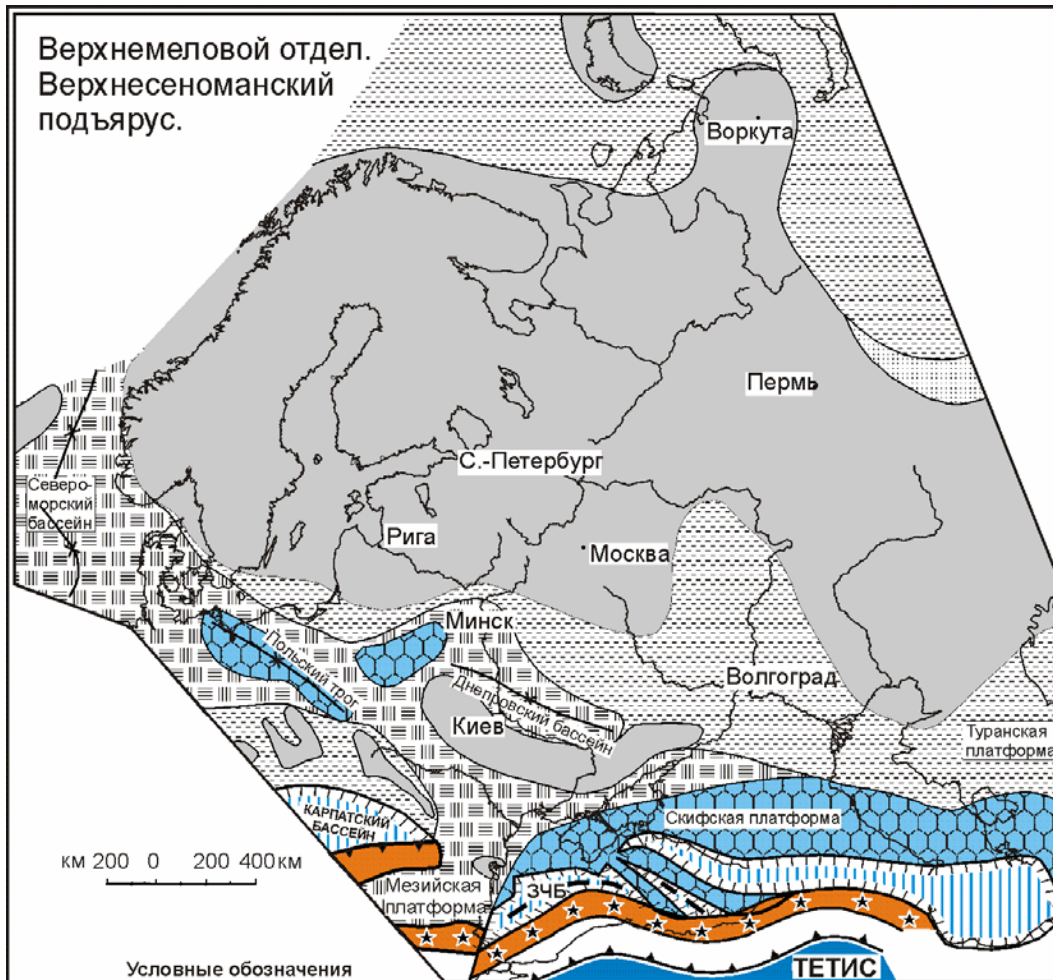 Верхнемеловой отдел.
Верхнесеноманский
подъярус.
Воркута
Пермь
С.-Петербург
Северо-
морский
бассейн
Рига
Москва
Минск
Польский трог
Волгоград
Днепровский бассейн
Киев
Туранская
платформа
КАРПАТСКИЙ
БАССЕЙН
Скифская платформа
км 200 0 200 400 км
Мезийская
платформа
ЗЧБ
Условные обозначения
ТЕТИС